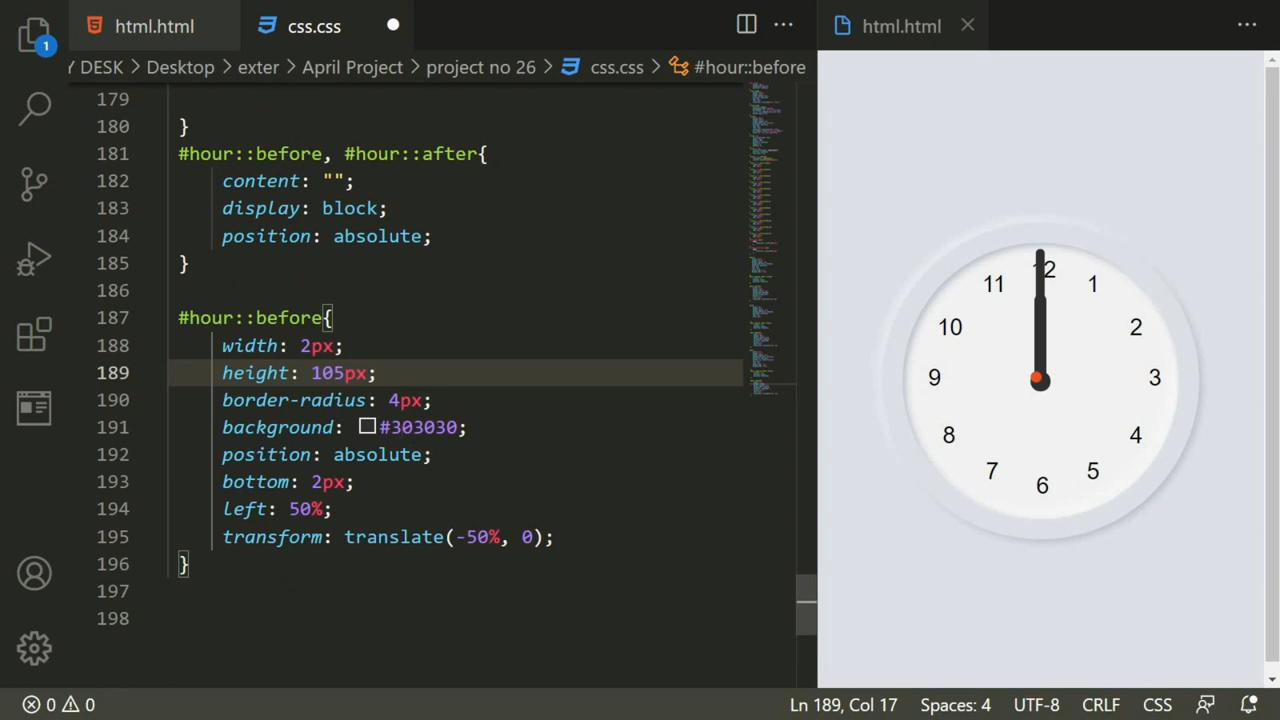 html.html
css.css
html.html
Y DESK > Desktop > exter > April Project > project no 26 > css.css > #hour::before
1
179
180 }
181 #hour::before, #hour::after{
182 content: "";
183 display: block;
184 position: absolute;
185 }
186
187 #hour::before{
188 width: 2px;
189 height: 105px;
190 border-radius: 4px;
191 background: #303030;
192 position: absolute;
193 bottom: 2px;
194 left: 50%;
195 transform: translate(-50%, 0);
196 }
197
198
12
11
1
10
2
9
3
8
4
7
5
6
0 0
Ln 189, Col 17
Spaces: 4
UTF-8
CRLF
CSS